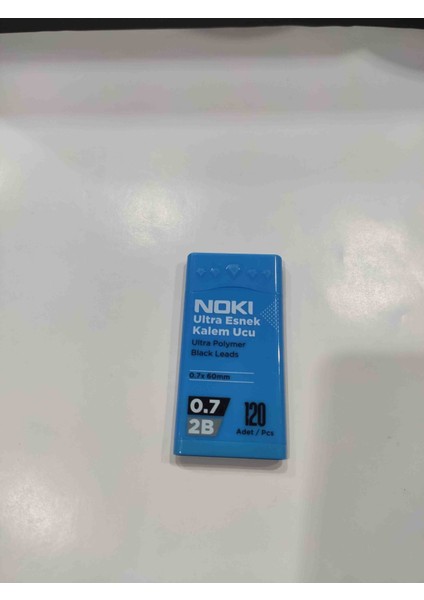 NOKI
Ultra Esnek
Kalem Ucu
Ultra Polymer
Black Leads
0.7x 60mm
0.7
2B
120
Adet / Pcs